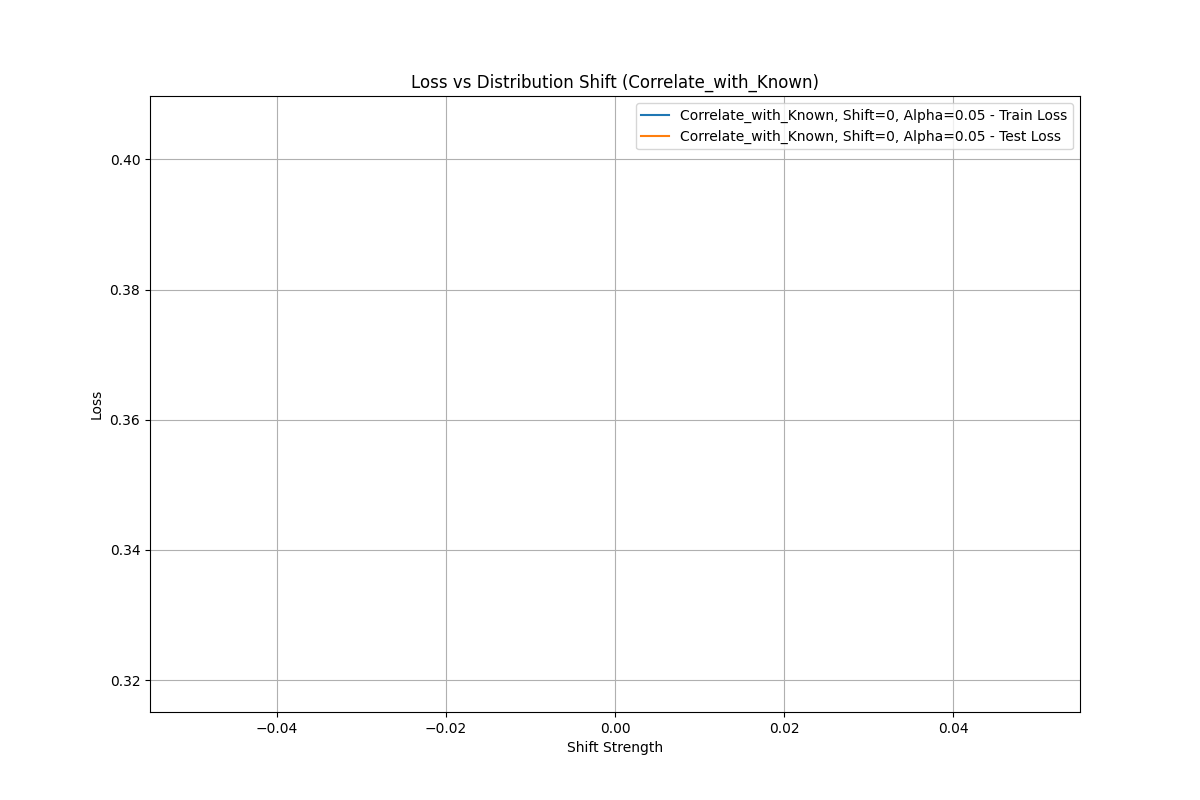 Loss vs Distribution Shift (Correlate_with_Known)
Correlate_with_Known, Shift=0, Alpha=0.05 - Train Loss
Correlate_with_Known, Shift=0, Alpha=0.05 - Test Loss
0.40
0.38
0.36
0.34
0.32
Loss
−0.04
−0.02
0.00
0.02
0.04
Shift Strength